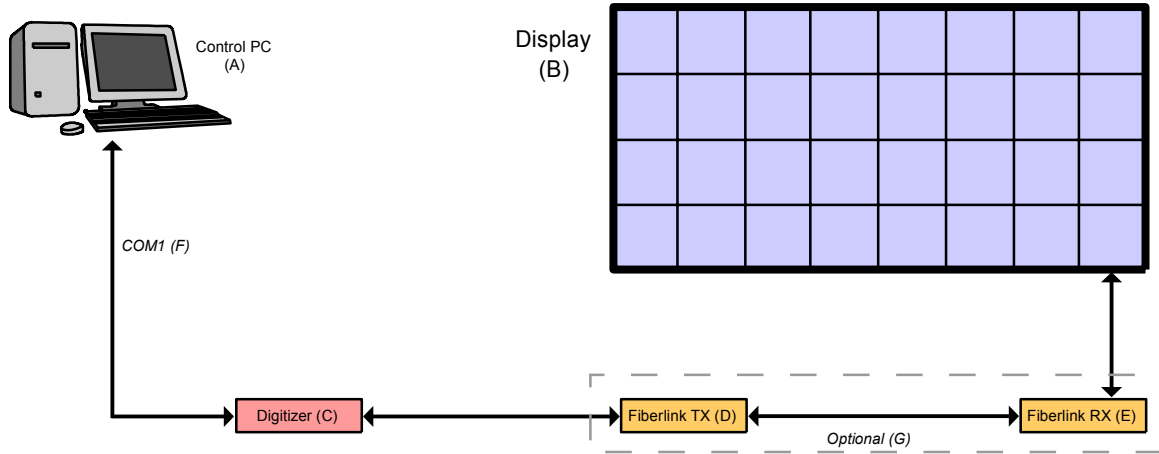 Control PC
(A)
Display
(B)
COM1 (F)
Digitizer (C)
Fiberlink TX (D)
Fiberlink RX (E)
Optional (G)